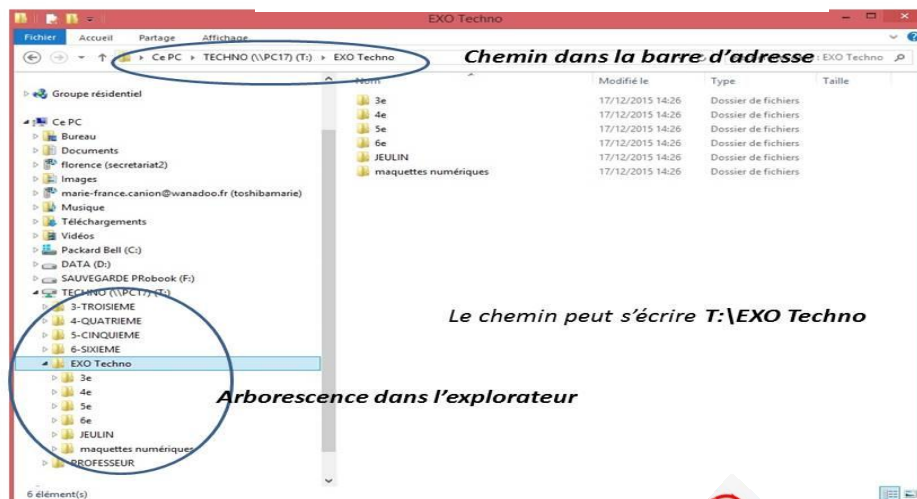 EXO Techno
Fichier Accueil Partage Affichage
Ce PC TECHNO (\\PC17) (T:) EXO Techno
Chemin dans la barre d'adresse
: EXO Techno
Nom Modifié le Type Taille
Groupe résidentiel
Ce PC
Bureau
Documents
florence (secretariat2)
Images
marie-france.canion@wanadoo.fr (toshibamarie)
Musique
Téléchargements
Vidéos
Packard Bell (C:)
DATA (D:)
SAUVEGARDE PRobook (F:)
TECHNO (\\PC17) (T:)
3-TROISIEME
4-QUATRIEME
5-CINQUIEME
6-SIXIEME
EXO Techno
3e
4e
5e
6e
JEULIN
maquettes numériques
PROFESSEUR
3e 17/12/2015 14:26 Dossier de fichiers
4e 17/12/2015 14:26 Dossier de fichiers
5e 17/12/2015 14:26 Dossier de fichiers
6e 17/12/2015 14:26 Dossier de fichiers
JEULIN 17/12/2015 14:26 Dossier de fichiers
maquettes numériques 17/12/2015 14:26 Dossier de fichiers
Le chemin peut s'écrire T:\EXO Techno
Arborescence dans l'explorateur
6 élément(s)